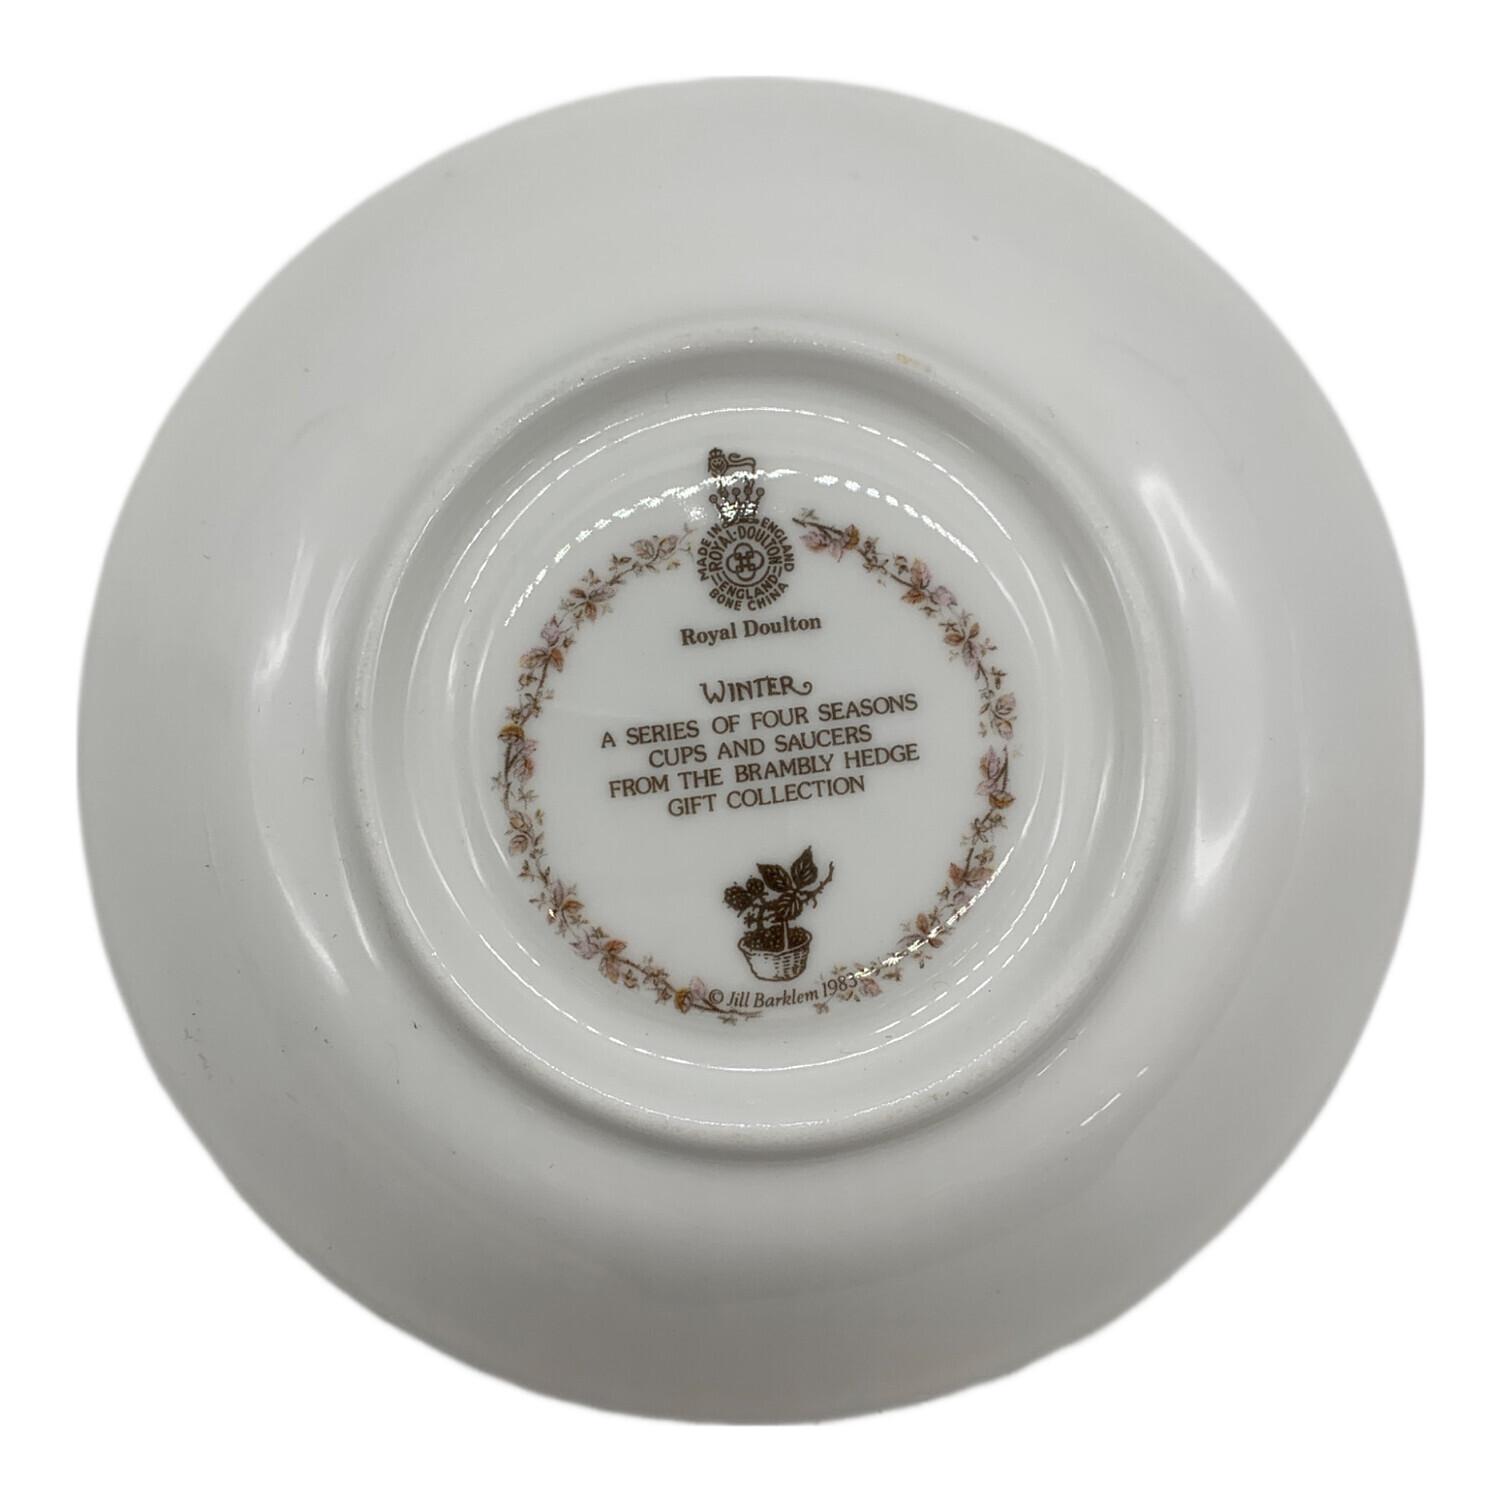 MADE IN ENGLAND
ROYAL·DOULTON
ENGLAND
BONE CHINA
Royal Doulton
WINTER
A SERIES OF FOUR SEASONS
CUPS AND SAUCERS
FROM THE BRAMBLY HEDGE
GIFT COLLECTION
© Jill Barklem 1983